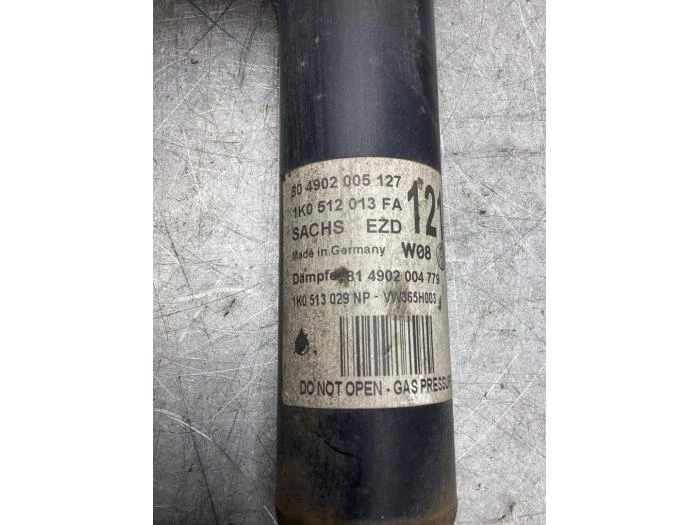 80 4902 005 127
1K0 512 013 FA
121
SACHS EZD
Made in Germany W08
Dämpfer 81 4902 004 779
1K0 513 029 NP - VW365H003
DO NOT OPEN - GAS PRESSURE